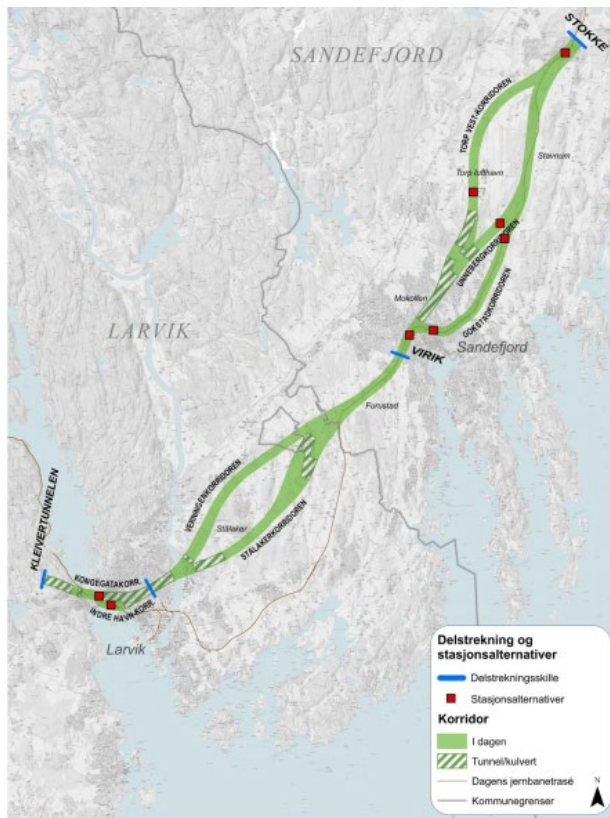 STOKKE
SANDEFJORD
TORP VEST-KORRIDOREN
Stavnum
Torp lufthavn
UNNEBERGKORRIDOREN
Mokollen
GOKSTADKORRIDOREN
LARVIK
Sandefjord
VIRIK
Furustad
VERNINGENKORRIDOREN
KLEIVERTUNNELEN
Stålaker
STÅLAKERKORRIDOREN
KONGEGATAKORR.
INDRE HAVN-KORR.
Larvik
Delstrekning og
stasjonsalternativer
Delstrekningsskille
Stasjonsalternativer
Korridor
I dagen
Tunnel/kulvert
Dagens jernbanetrasé
Kommunegrenser
N